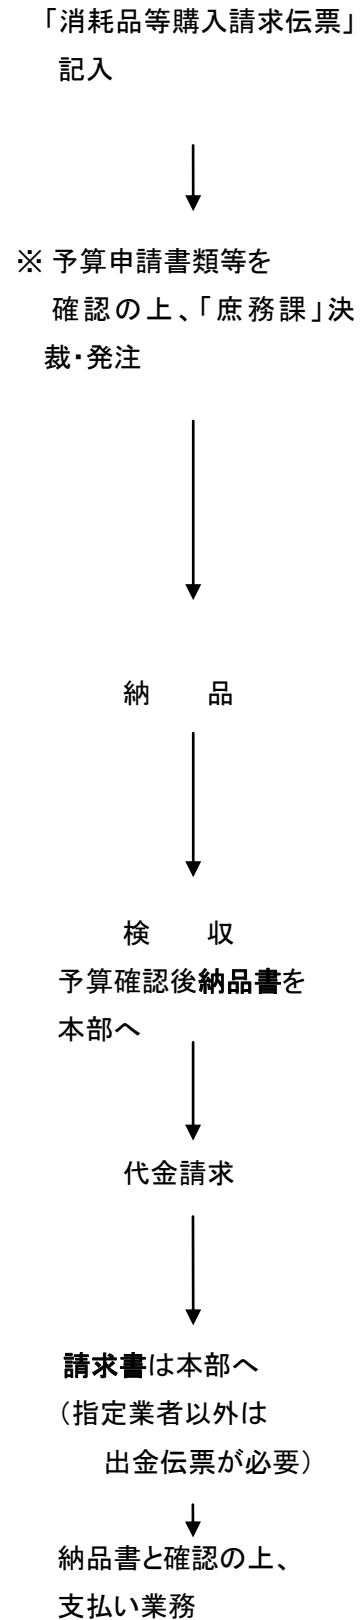 「消耗品等購入請求伝票」
記入
※ 予算申請書類等を
確認の上、「庶務課」決
裁・発注
納　　品
検　　収
予算確認後納品書を
本部へ
代金請求
請求書は本部へ
（指定業者以外は
出金伝票が必要）
納品書と確認の上、
支払い業務